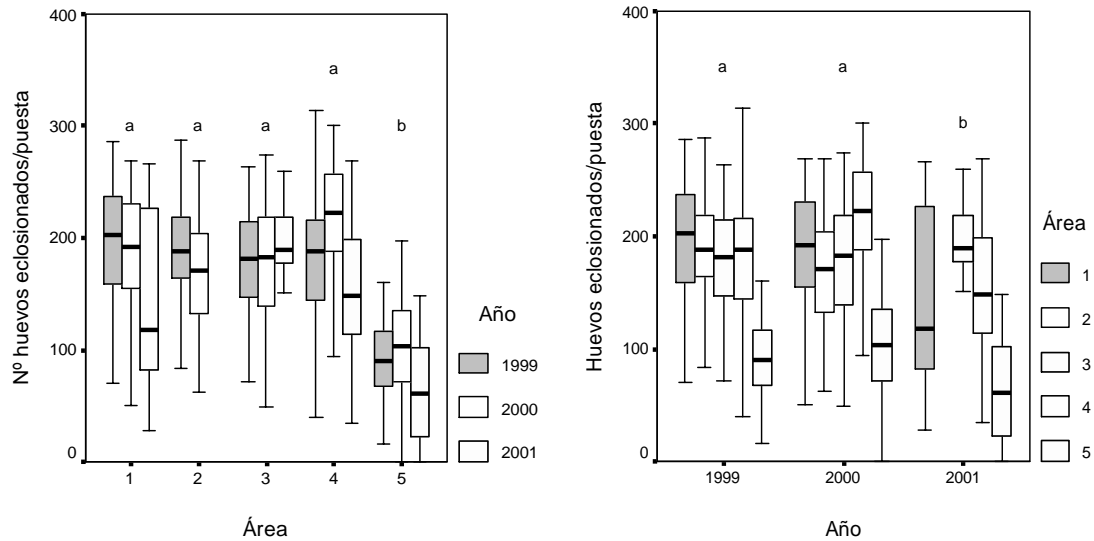 400
300
200
100
0
Nº huevos eclosionados/puesta
a a a a b
1 2 3 4 5
Área
Año
1999
2000
2001
400
300
200
100
0
Huevos eclosionados/puesta
a a b
1999 2000 2001
Año
Área
1
2
3
4
5